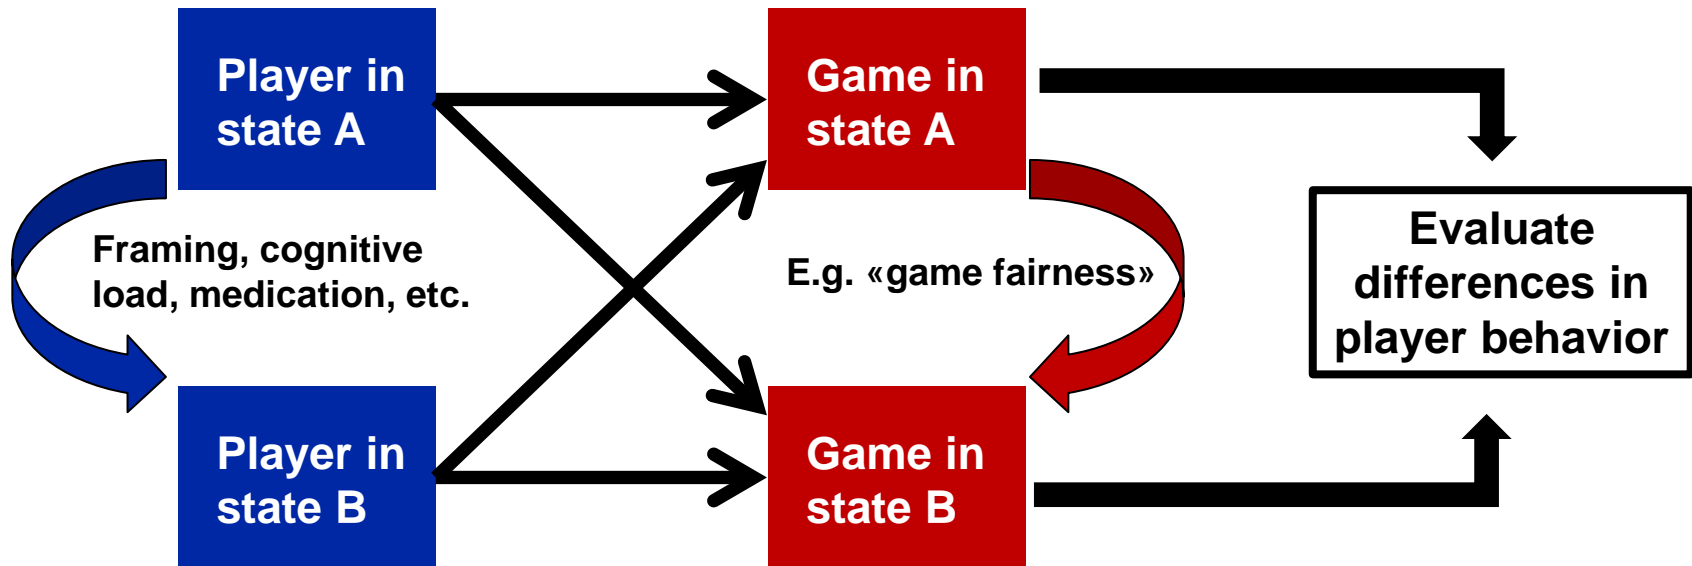 Player in
state A
Game in
state A
Framing, cognitive
load, medication, etc.
E.g. «game fairness»
Evaluate
differences in
player behavior
Player in
state B
Game in
state B